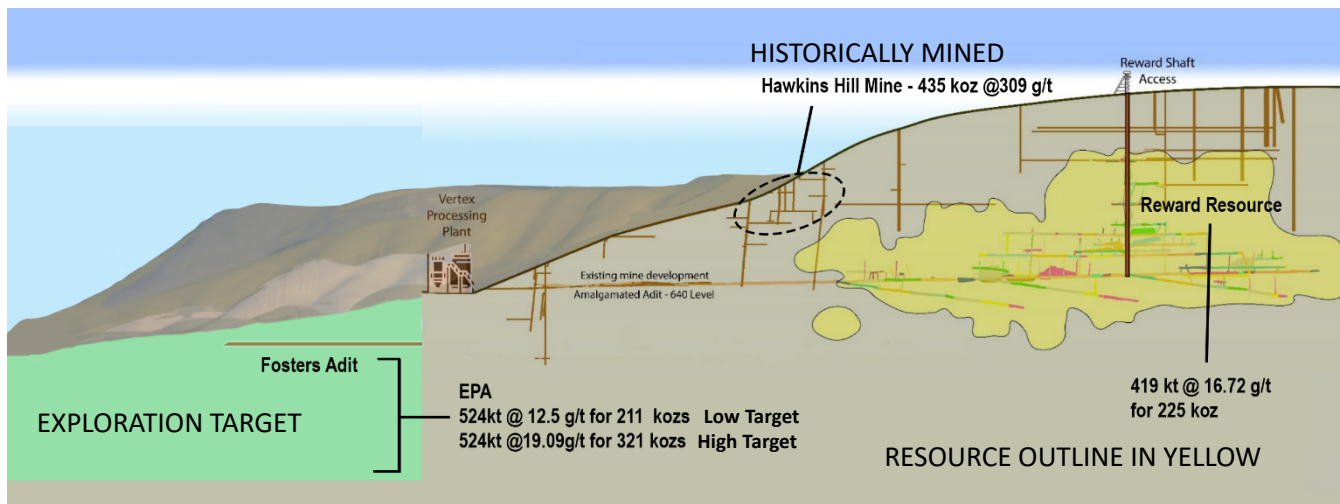 HISTORICALLY MINED
Hawkins Hill Mine - 435 koz @309 g/t
Reward Shaft
Access
Vertex
Processing
Plant
Reward Resource
Existing mine development
Amalgamated Adit - 640 Level
Fosters Adit
EXPLORATION TARGET
EPA
524kt @ 12.5 g/t for 211 kozs Low Target
524kt @19.09g/t for 321 kozs High Target
419 kt @ 16.72 g/t
for 225 koz
RESOURCE OUTLINE IN YELLOW